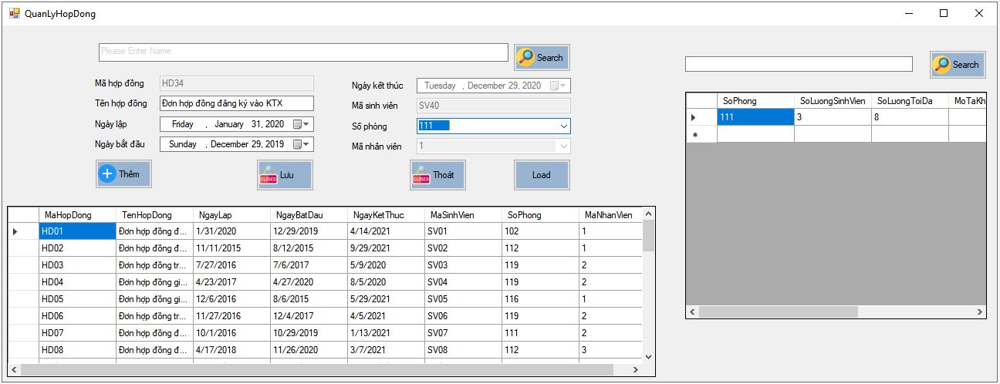 QuanLyHopDong
Please Enter Name
Search
Mã hợp đồng
HD34
Tên hợp đồng
Đơn hợp đồng đăng ký vào KTX
Ngày lập
Friday , January 31, 2020
Ngày bắt đầu
Sunday , December 29, 2019
Ngày kết thúc
Tuesday , December 29, 2020
Mã sinh viên
SV40
Số phòng
111
Mã nhân viên
1
Thêm
CLOSED
Lưu
CLOSED
Thoát
Load
MaHopDong TenHopDong NgayLap NgayBatDau NgayKetThuc MaSinhVien SoPhong MaNhanVien
HD01 Đơn hợp đồng đ... 1/31/2020 12/29/2019 4/14/2021 SV01 102 1
HD02 Đơn hợp đồng đ... 11/11/2015 8/12/2015 9/29/2021 SV02 112 1
HD03 Đơn hợp đồng tr... 7/27/2016 7/6/2017 5/9/2020 SV03 119 2
HD04 Đơn hợp đồng gi... 4/23/2017 4/27/2020 8/5/2020 SV04 119 2
HD05 Đơn hợp đồng gi... 12/6/2016 8/6/2015 5/29/2021 SV05 116 1
HD06 Đơn hợp đồng tr... 11/27/2016 12/4/2017 4/5/2021 SV06 119 2
HD07 Đơn hợp đồng đ... 10/1/2016 10/29/2019 1/13/2021 SV07 111 2
HD08 Đơn hợp đồng đ... 4/17/2018 11/26/2020 3/7/2021 SV08 112 3
Search
SoPhong SoLuongSinhVien SoLuongToiDa MoTaKh
111 3 8